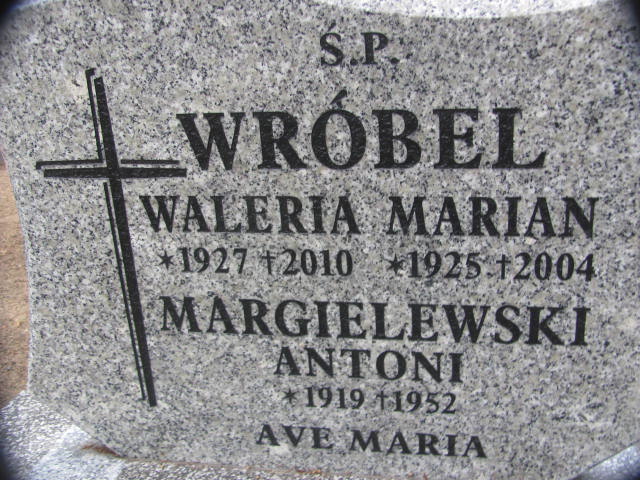 Ś.P.
WRÓBEL
WALERIA MARIAN
*1927 †2010 *1925 †2004
MARGIELEWSKI
ANTONI
*1919 †1952
AVE MARIA